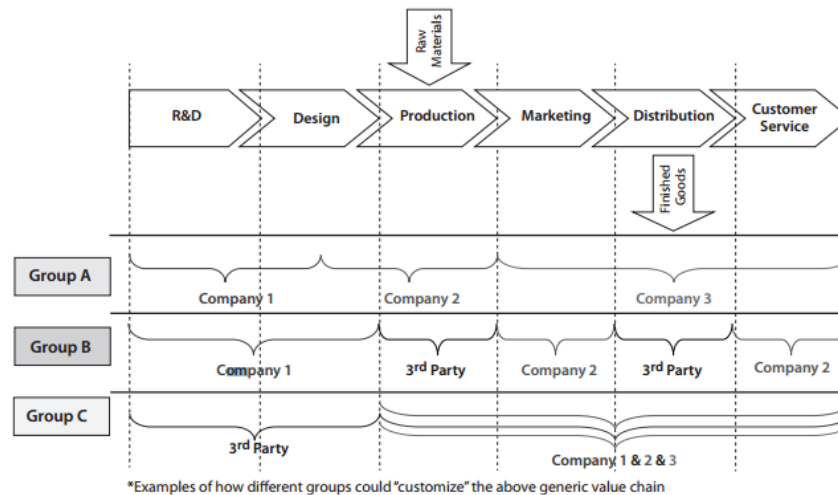 Raw
Materials
R&D
Design
Production
Marketing
Distribution
Customer
Service
Finished
Goods
Group A
Company 1
Company 2
Company 3
Group B
Company 1
3rd Party
Company 2
3rd Party
Company 2
Group C
3rd Party
Company 1 & 2 & 3
*Examples of how different groups could “customize” the above generic value chain